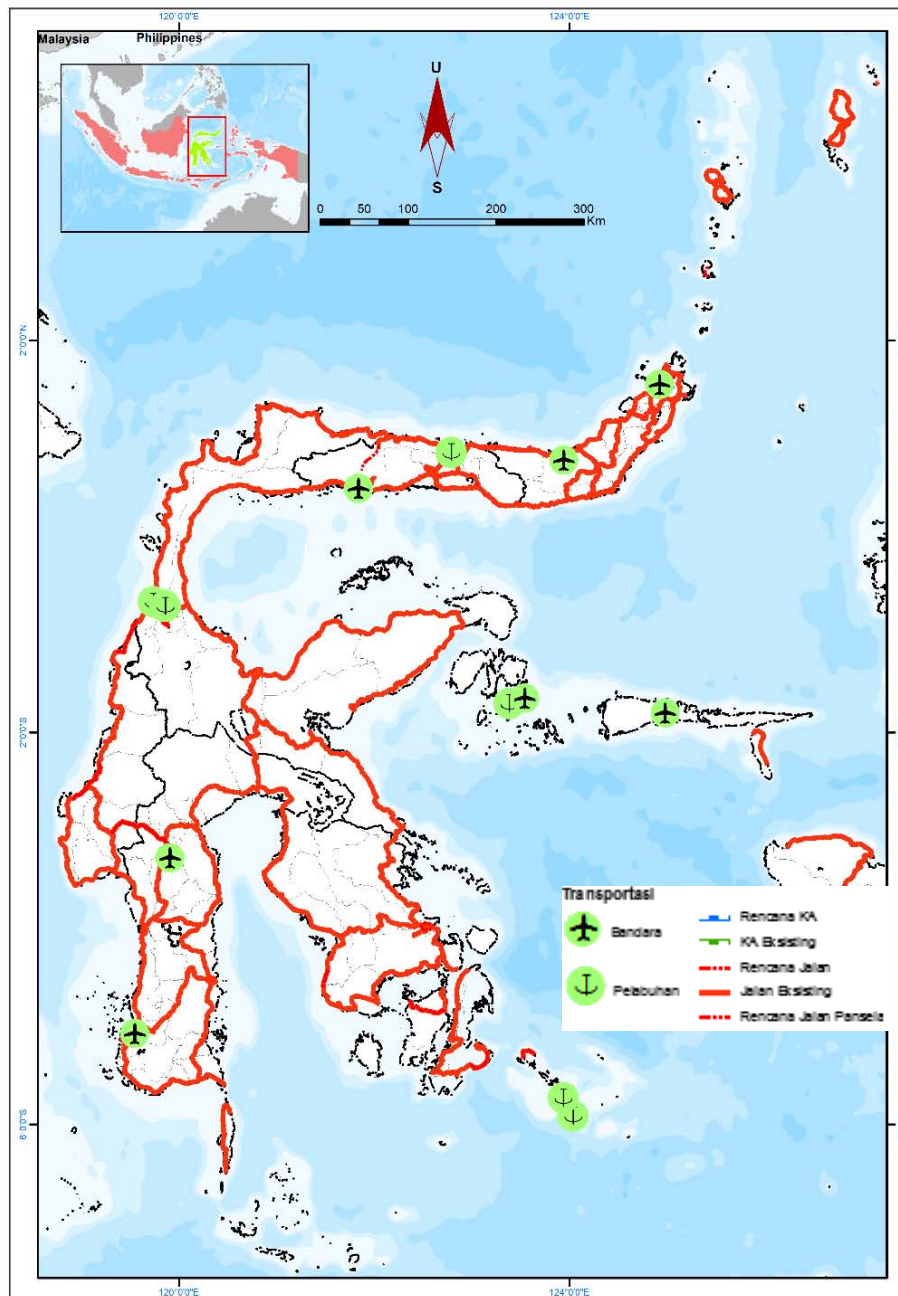 120°0'0"E 124°0'0"E
Malaysia Philippines
U
S
0 50 100 200 300
Km
2°0'0"N
2°0'0"S
6°0'0"S
Transportasi
Bandara
Pelabuhan
Rencana KA
KA Eksisting
Rencana Jalan
Jalan Eksisting
Rencana Jalan Pansela
120°0'0"E 124°0'0"E